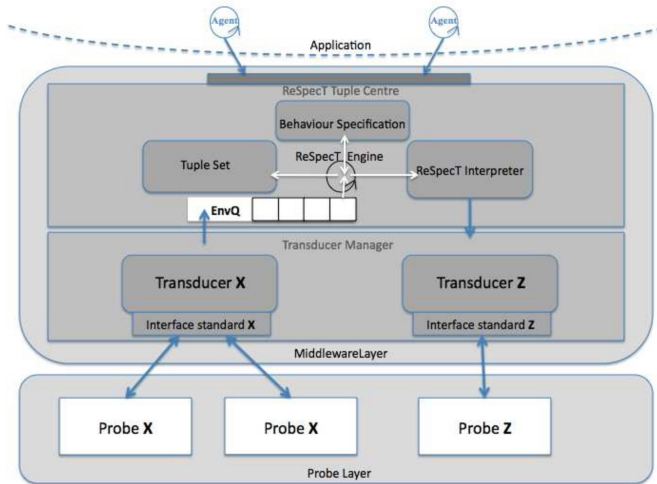 Agent
Agent
Application
ReSpecT Tuple Centre
Behaviour Specification
Tuple Set
ReSpecT Engine
ReSpecT Interpreter
EnvQ
Transducer Manager
Transducer X
Transducer Z
Interface standard X
Interface standard Z
MiddlewareLayer
Probe X
Probe X
Probe Z
Probe Layer